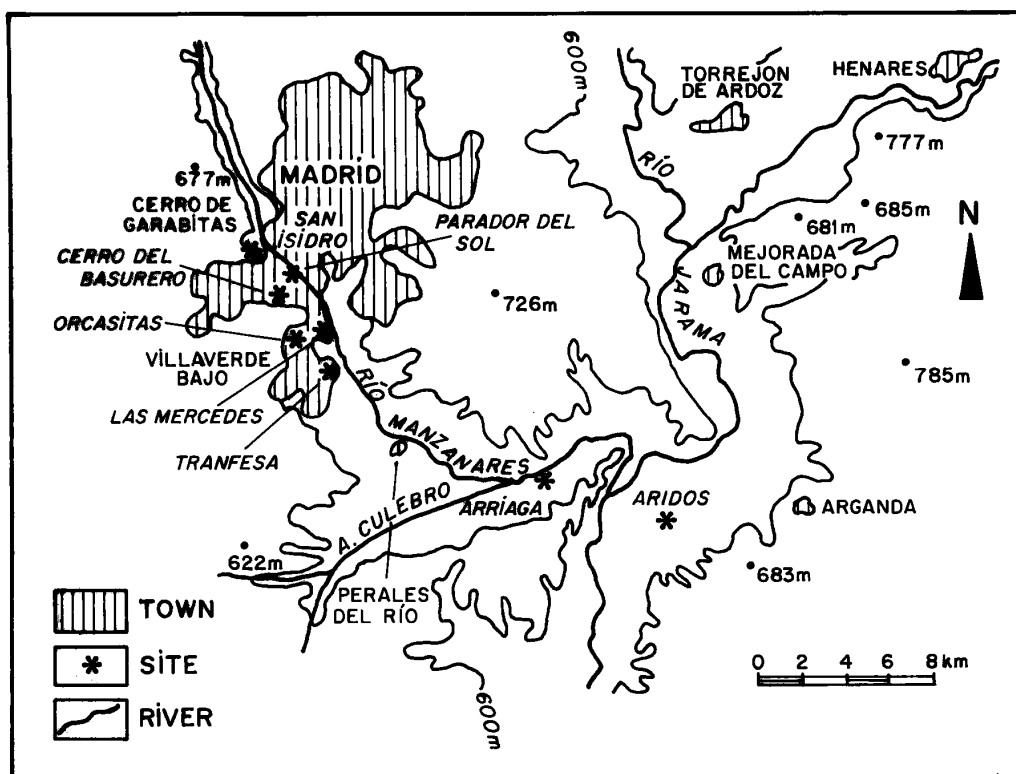 600m
TORREJON
DE ARDOZ
HENARES
777m
RÍO
677m
MADRID
CERRO DE
GARABITAS
SAN
ISIDRO
PARADOR DEL
SOL
681m
685m
N
CERRO DEL
BASURERO
MEJORADA
DEL CAMPO
726m
JARAMA
ORCASITAS
VILLAVERDE
BAJO
RÍO
785m
LAS MERCEDES
TRANFESA
MANZANARES
A. CULEBRO
ARRIAGA
ARIDOS
ARGANDA
622m
683m
PERALES
DEL RÍO
TOWN
SITE
RIVER
600m
0 2 4 6 8 km